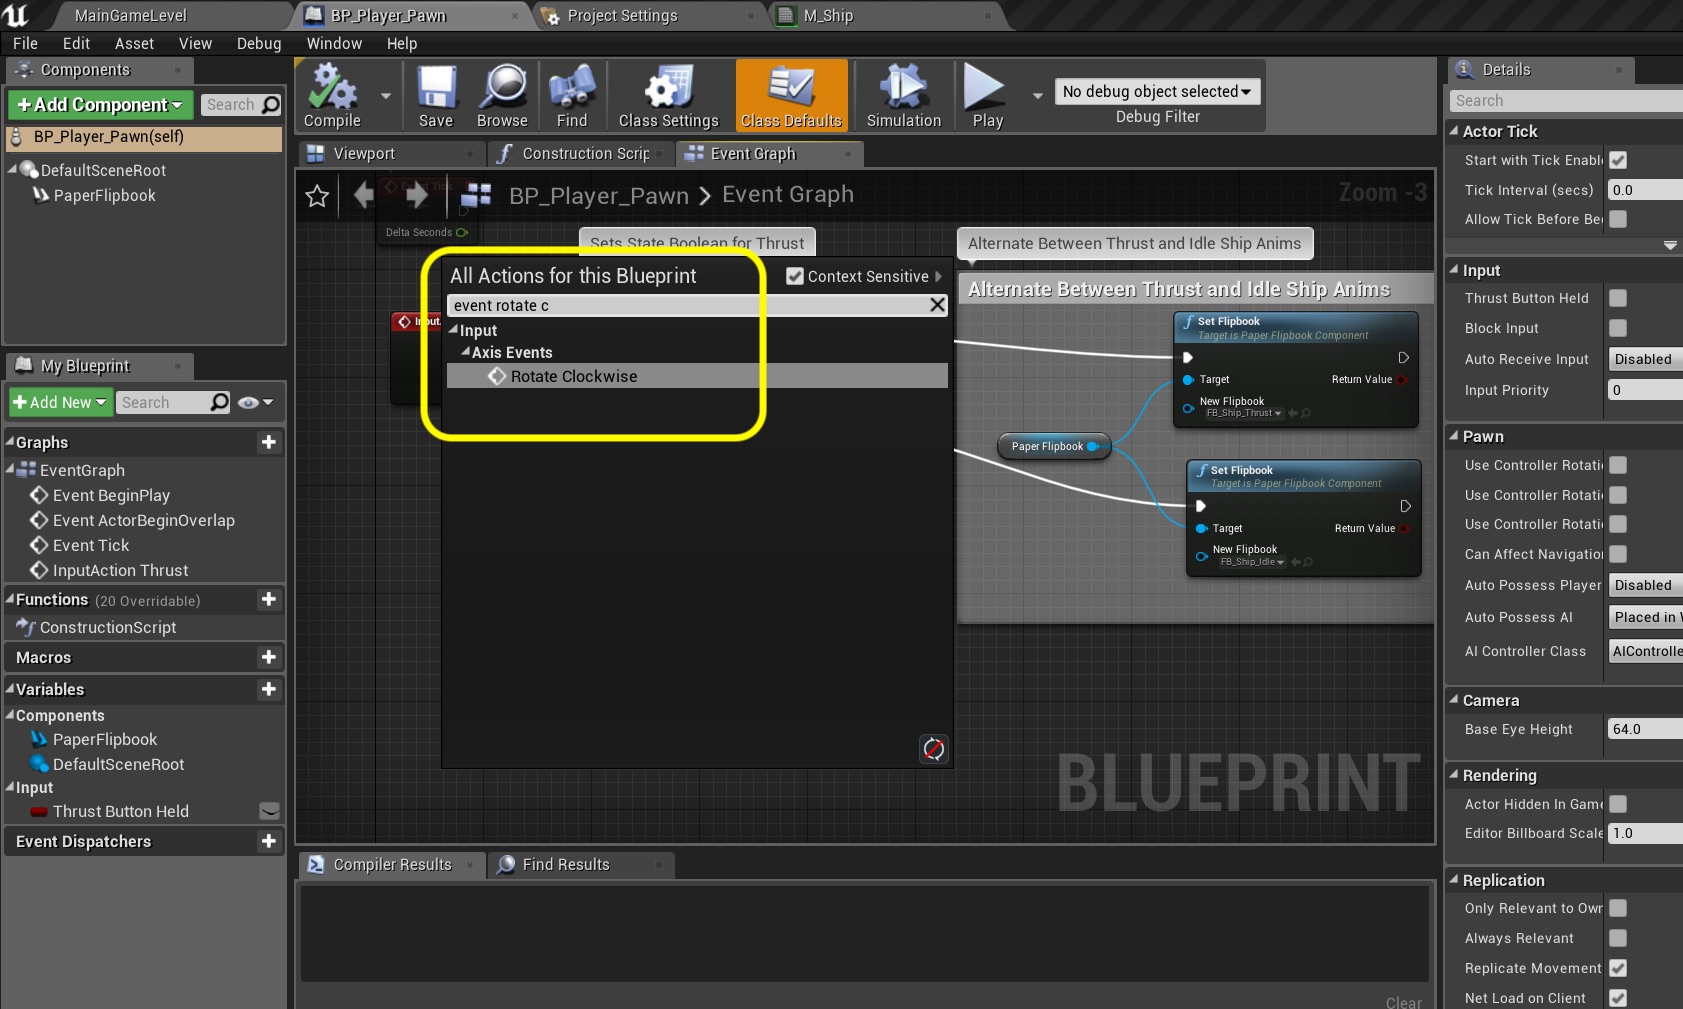 MainGameLevel
BP_Player_Pawn
Project Settings
M_Ship
File Edit Asset View Debug Window Help
Components
+Add Component
Search
BP_Player_Pawn(self)
DefaultSceneRoot
PaperFlipbook
Compile
Save
Browse
Find
Class Settings
Class Defaults
Simulation
Play
No debug object selected
Debug Filter
Viewport
Construction Scrip
Event Graph
BP_Player_Pawn > Event Graph
Zoom -3
Event Tick
Delta Seconds
Sets State Boolean for Thrust
Alternate Between Thrust and Idle Ship Anims
All Actions for this Blueprint
Context Sensitive
event rotate c
Input
Axis Events
Rotate Clockwise
Input
Alternate Between Thrust and Idle Ship Anims
Set Flipbook
Target is Paper Flipbook Component
Target
Return Value
New Flipbook
FB_Ship_Thrust
Paper Flipbook
Set Flipbook
Target is Paper Flipbook Component
Target
Return Value
New Flipbook
FB_Ship_Idle
BLUEPRINT
My Blueprint
+Add New
Search
Graphs
EventGraph
Event BeginPlay
Event ActorBeginOverlap
Event Tick
InputAction Thrust
Functions (20 Overridable)
ConstructionScript
Macros
Variables
Components
PaperFlipbook
DefaultSceneRoot
Input
Thrust Button Held
Event Dispatchers
Compiler Results
Find Results
Clear
Details
Search
Actor Tick
Start with Tick Enabl
Tick Interval (secs) 0.0
Allow Tick Before Be
Input
Thrust Button Held
Block Input
Auto Receive Input Disabled
Input Priority 0
Pawn
Use Controller Rotati
Use Controller Rotati
Use Controller Rotati
Can Affect Navigatio
Auto Possess Player Disabled
Auto Possess AI Placed in
AI Controller Class AIControlle
Camera
Base Eye Height 64.0
Rendering
Actor Hidden In Game
Editor Billboard Scale 1.0
Replication
Only Relevant to Ow
Always Relevant
Replicate Movement
Net Load on Client